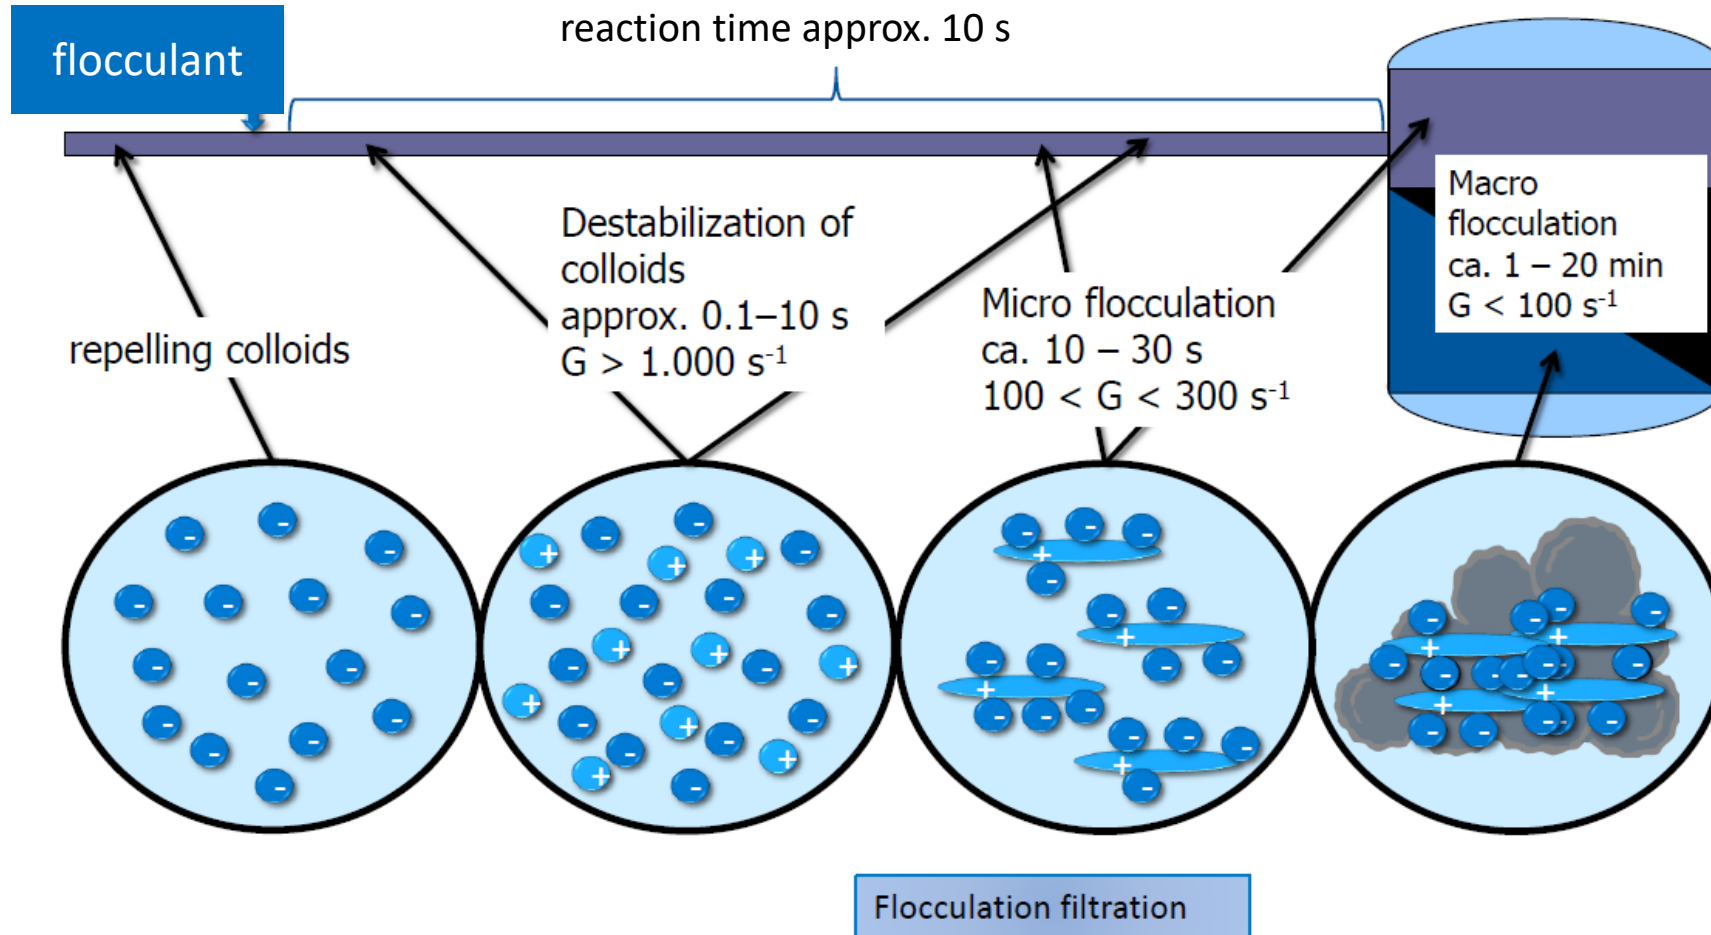 flocculant
reaction time approx. 10 s
repelling colloids
Destabilization of
colloids
approx. 0.1–10 s
G > 1.000 s⁻¹
Micro flocculation
ca. 10 – 30 s
100 < G < 300 s⁻¹
Macro
flocculation
ca. 1 – 20 min
G < 100 s⁻¹
Flocculation filtration